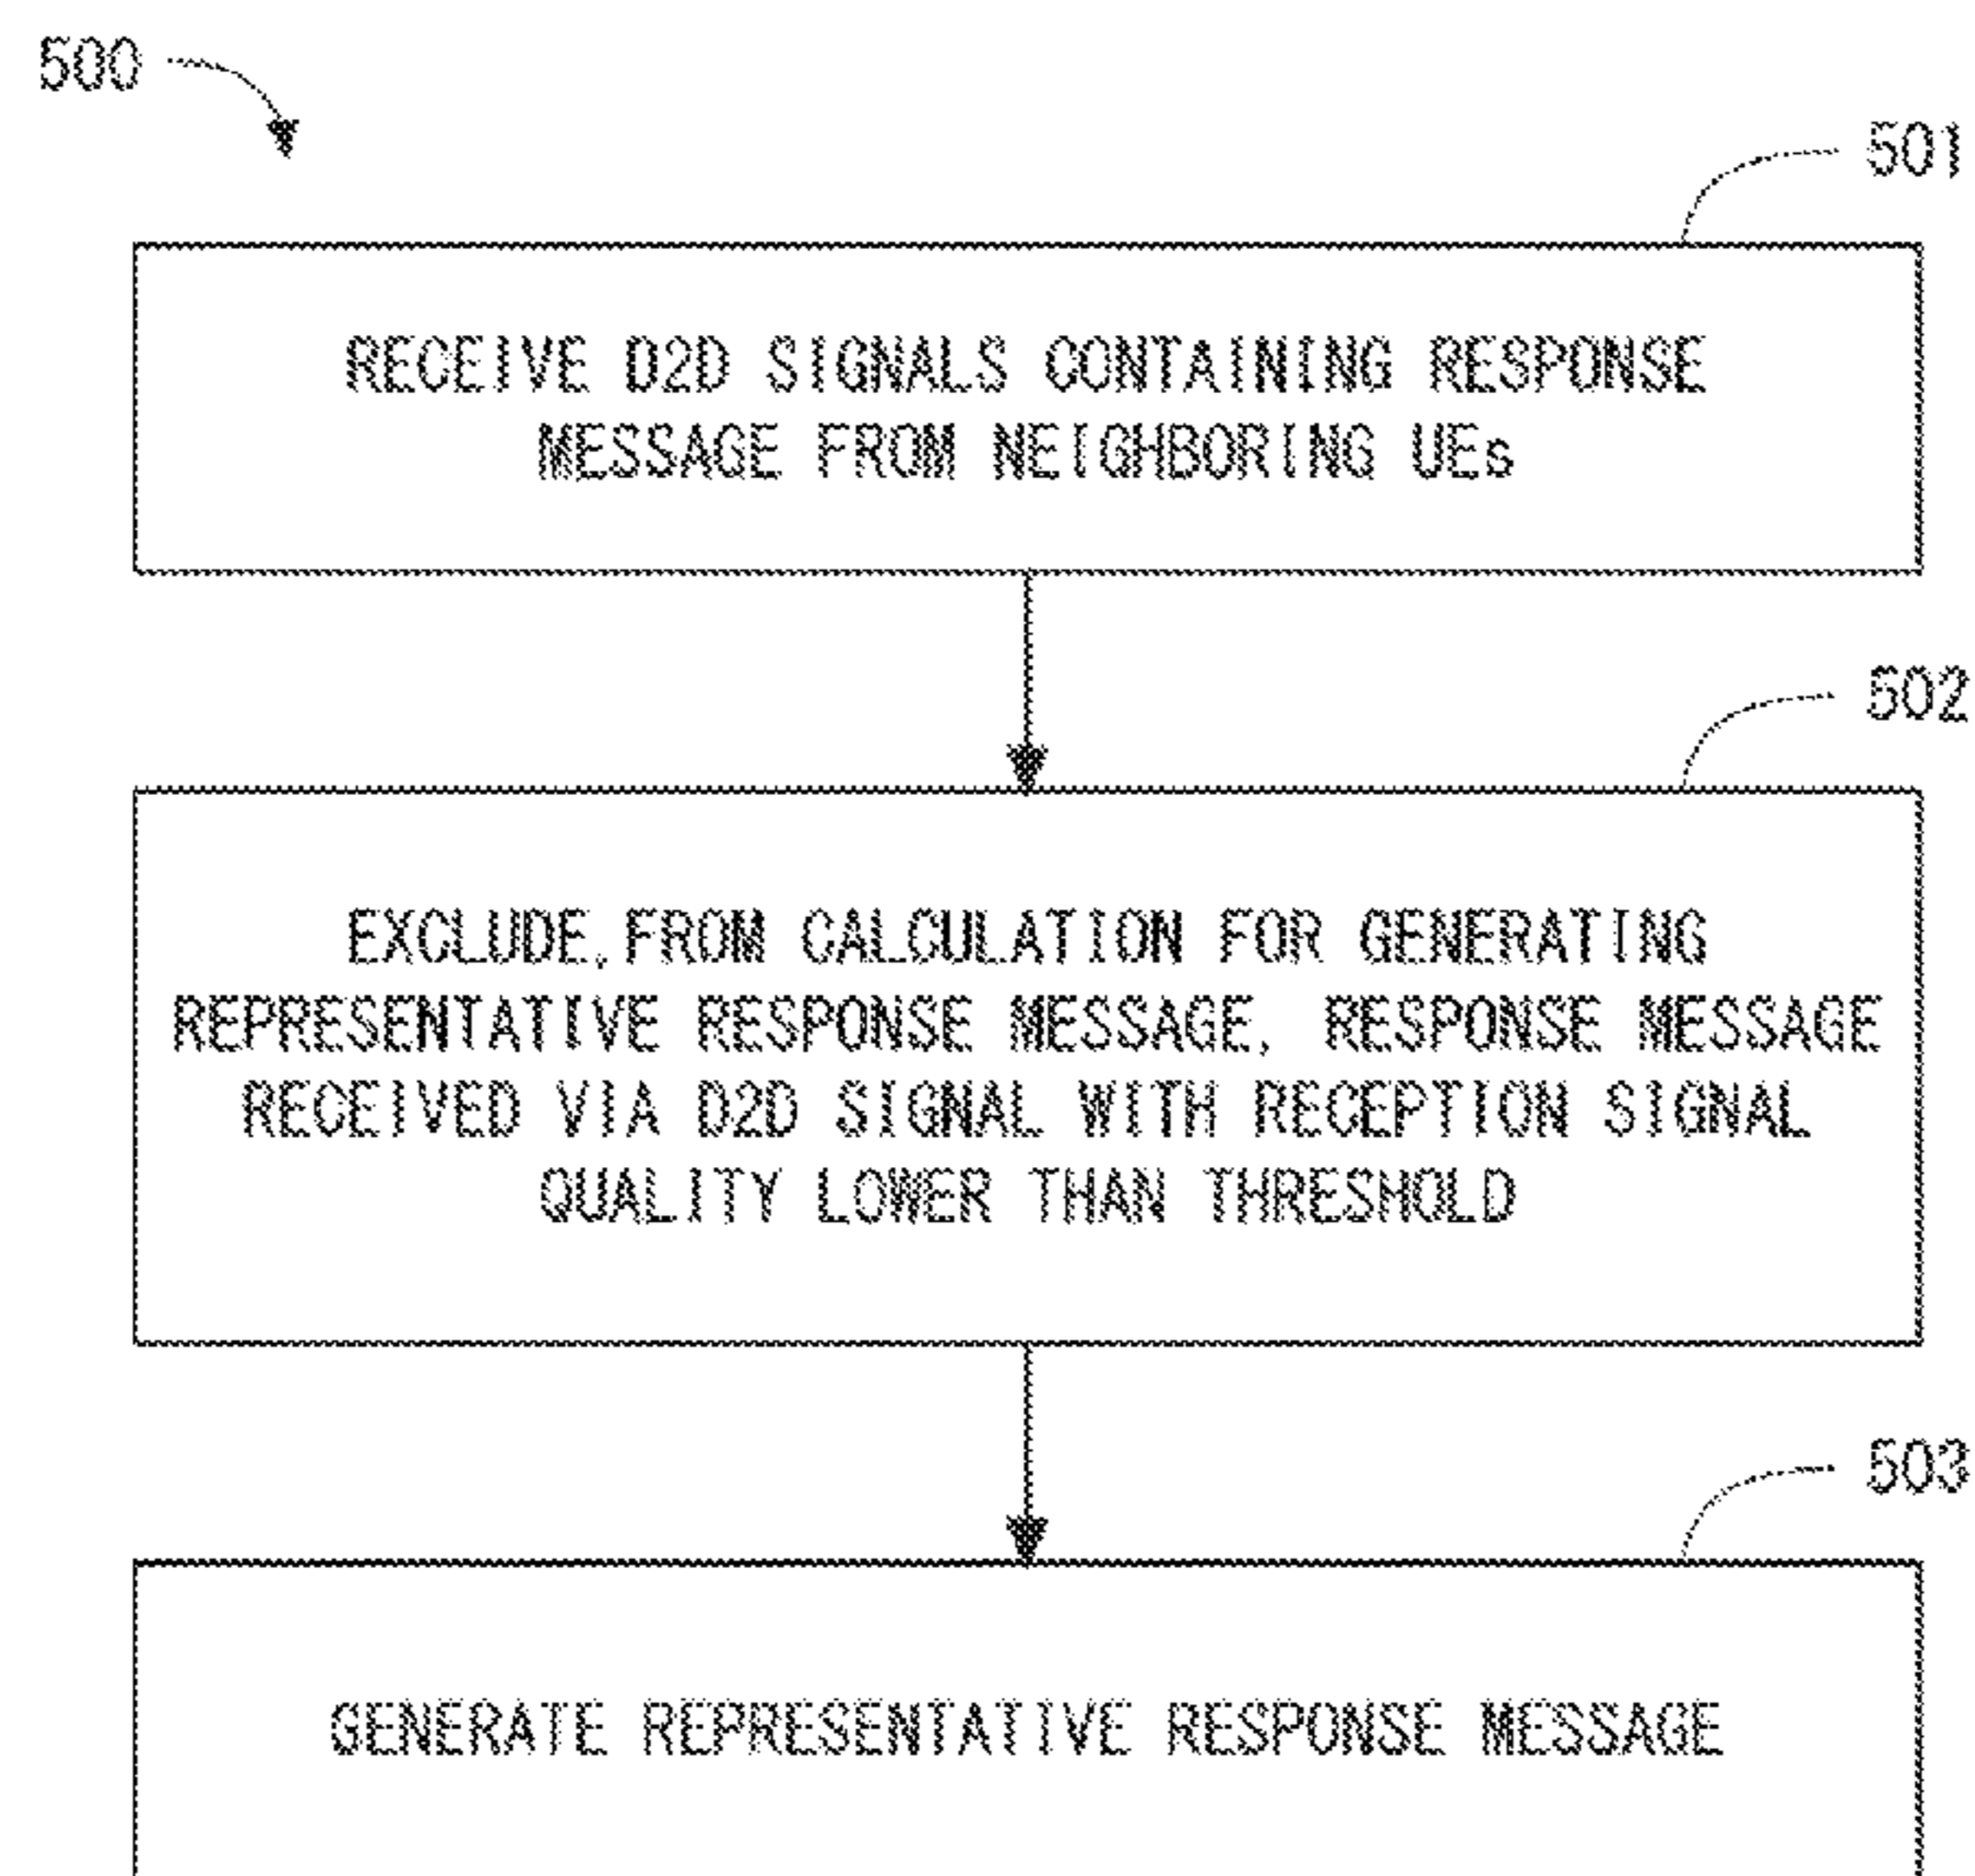 500
501
RECEIVE D2D SIGNALS CONTAINING RESPONSE
MESSAGE FROM NEIGHBORING UEs
502
EXCLUDE, FROM CALCULATION FOR GENERATING
REPRESENTATIVE RESPONSE MESSAGE, RESPONSE MESSAGE
RECEIVED VIA D2D SIGNAL WITH RECEPTION SIGNAL
QUALITY LOWER THAN THRESHOLD
503
GENERATE REPRESENTATIVE RESPONSE MESSAGE